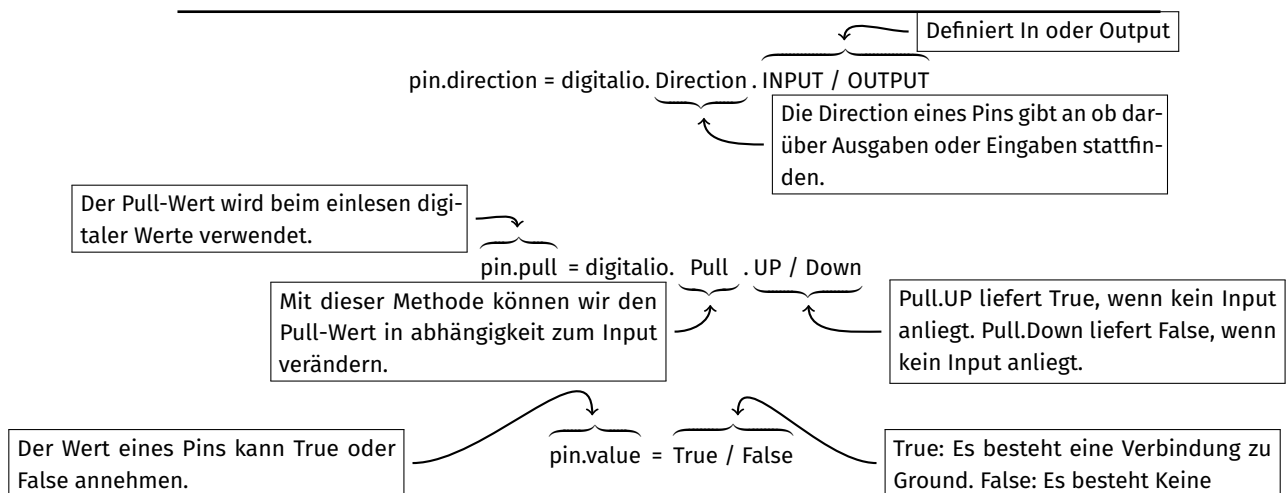 Definiert In oder Output
pin.direction = digitalio. Direction . INPUT / OUTPUT
Die Direction eines Pins gibt an ob dar-
über Ausgaben oder Eingaben stattfin-
den.
Der Pull-Wert wird beim einlesen digi-
taler Werte verwendet.
pin.pull = digitalio. Pull . UP / Down
Mit dieser Methode können wir den
Pull-Wert in abhängigkeit zum Input
verändern.
Pull.UP liefert True, wenn kein Input
anliegt. Pull.Down liefert False, wenn
kein Input anliegt.
pin.value = True / False
Der Wert eines Pins kann True oder
False annehmen.
True: Es besteht eine Verbindung zu
Ground. False: Es besteht Keine